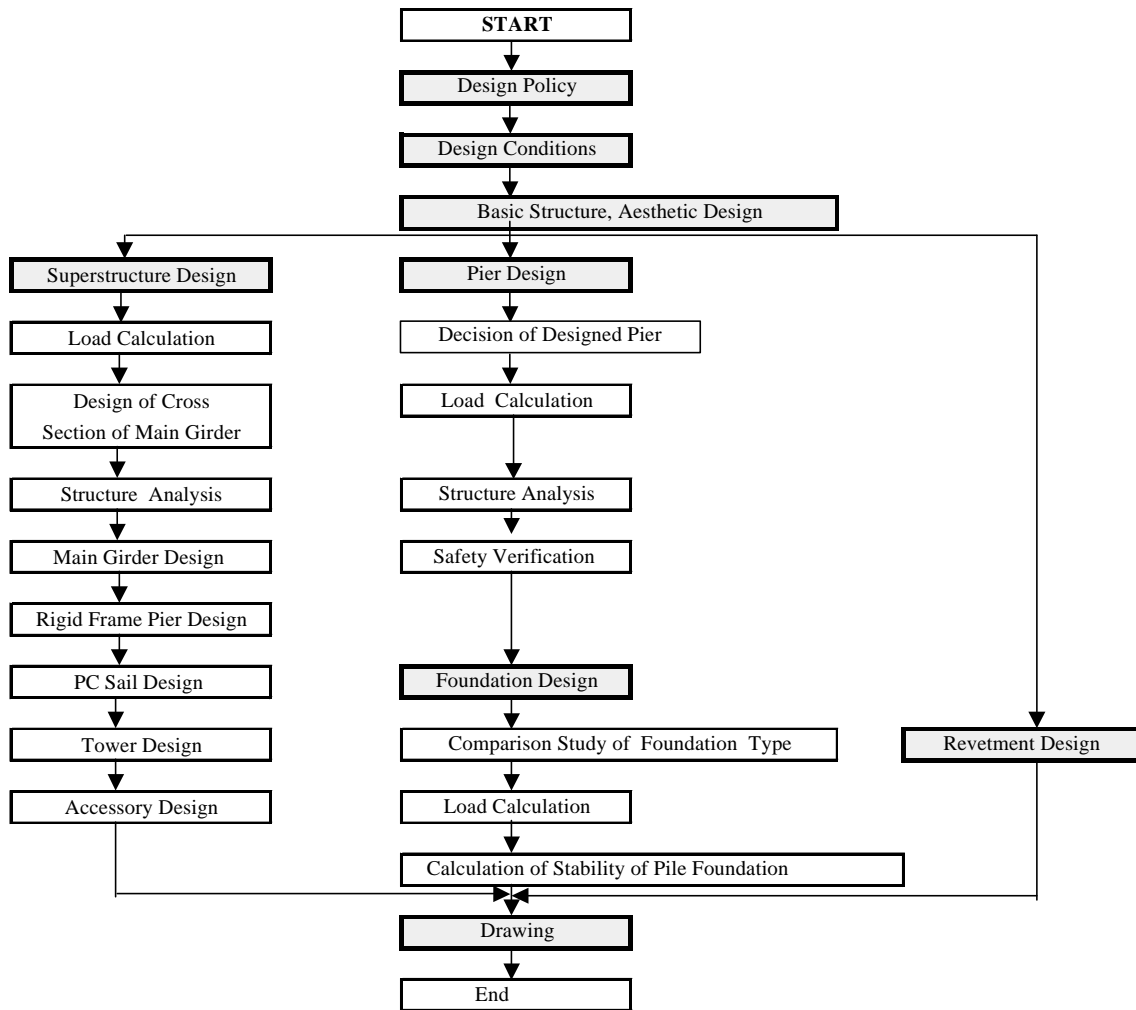 START
Design Policy
Design Conditions
Basic Structure, Aesthetic Design
Superstructure Design
Load Calculation
Design of Cross
Section of Main Girder
Structure Analysis
Main Girder Design
Rigid Frame Pier Design
PC Sail Design
Tower Design
Accessory Design
Pier Design
Decision of Designed Pier
Load Calculation
Structure Analysis
Safety Verification
Foundation Design
Comparison Study of Foundation Type
Load Calculation
Calculation of Stability of Pile Foundation
Revetment Design
Drawing
End